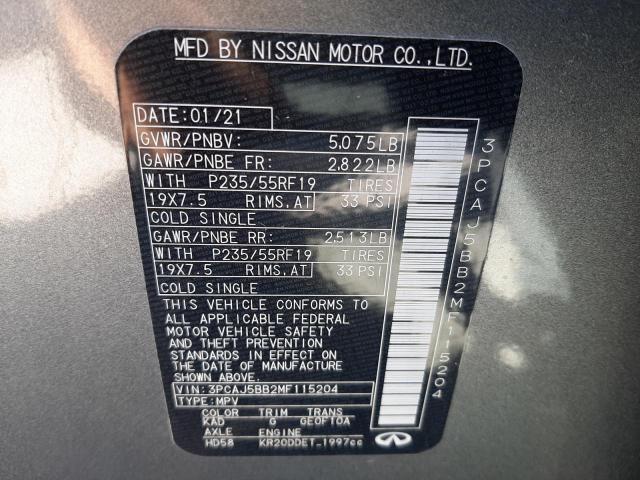 MFD BY NISSAN MOTOR CO.,LTD.
DATE:01/21
GVWR/PNBV: 5,075LB
GAWR/PNBE FR: 2,822LB
WITH P235/55RF19 TIRES
19X7.5 RIMS.AT 33 PSI
COLD SINGLE
GAWR/PNBE RR: 2,513LB
WITH P235/55RF19 TIRES
19X7.5 RIMS.AT 33 PSI
COLD SINGLE
THIS VEHICLE CONFORMS TO
ALL APPLICABLE FEDERAL
MOTOR VEHICLE SAFETY
AND THEFT PREVENTION
STANDARDS IN EFFECT ON
THE DATE OF MANUFACTURE
SHOWN ABOVE.
VIN:3PCAJ5BB2MF115204
TYPE:MPV
COLOR TRIM TRANS
KAD G GE0F10A
AXLE ENGINE
HD58 KR20DDET_1997cc
3PCAJ5BB2MF115204